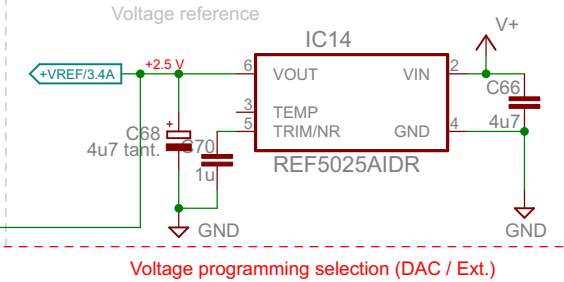 Voltage reference
IC14
V+
+VREF/3.4A
+2.5 V
6
VOUT
VIN
2
C66
4u7
3
TEMP
5
TRIM/NR
GND
4
C68
4u7 tant.
C70
1u
REF5025AIDR
GND
GND
Voltage programming selection (DAC / Ext.)